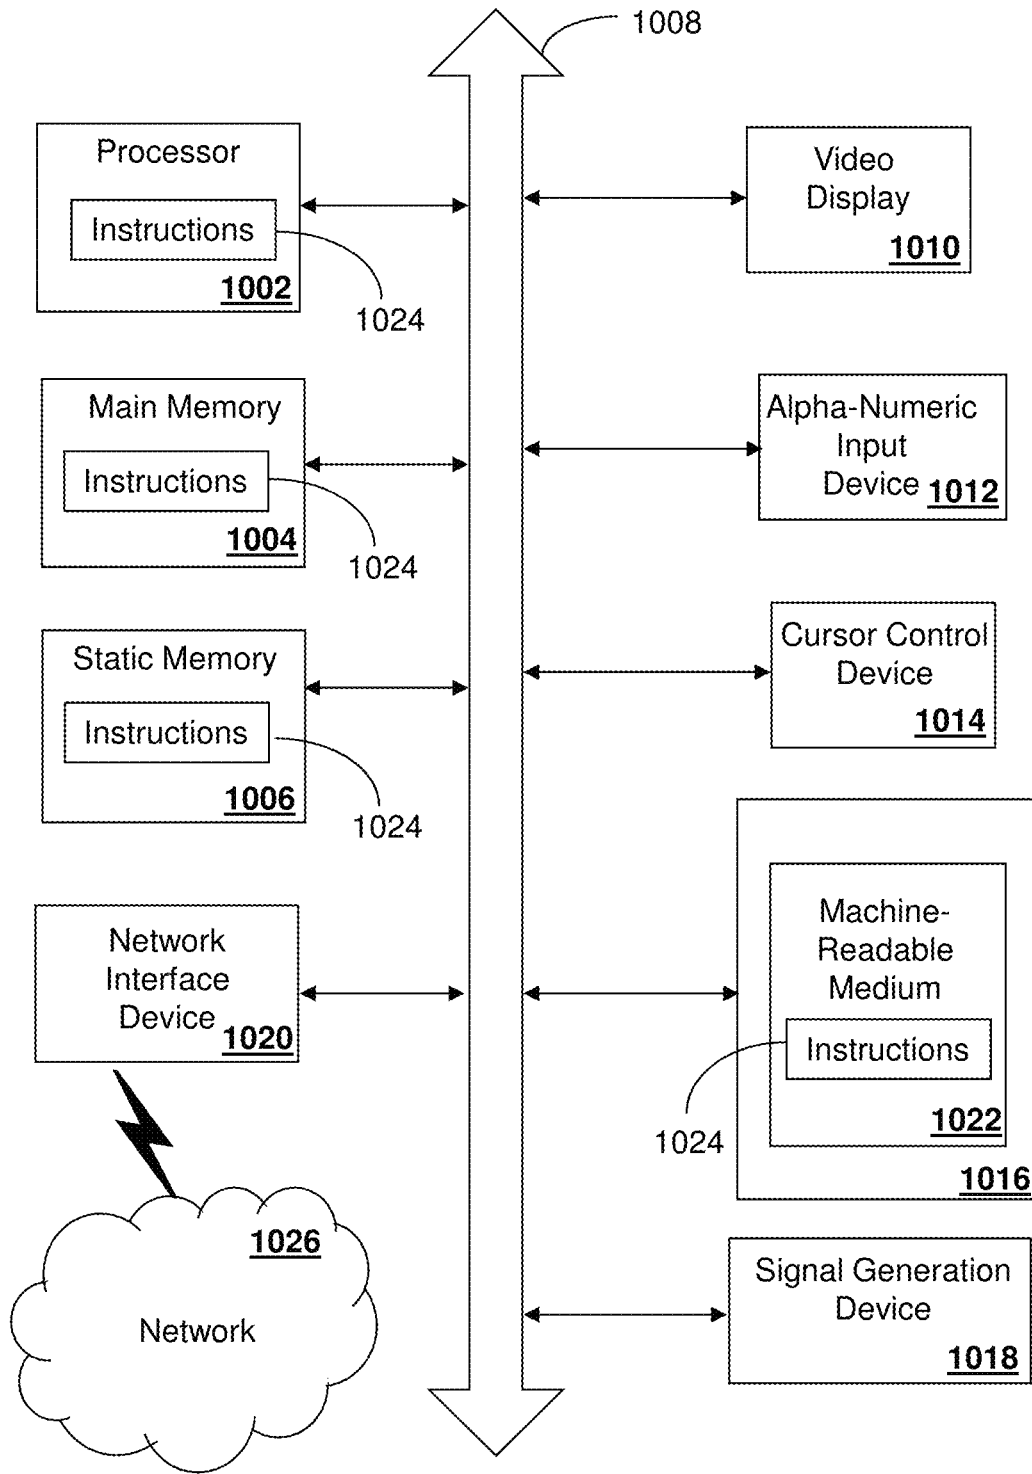 1008
Processor
Instructions
1002
1024
Main Memory
Instructions
1004
1024
Static Memory
Instructions
1006
1024
Network
Interface
Device
1020
1026
Network
Video
Display
1010
Alpha-Numeric
Input
Device
1012
Cursor Control
Device
1014
Machine-
Readable
Medium
Instructions
1024
1022
1016
Signal Generation
Device
1018